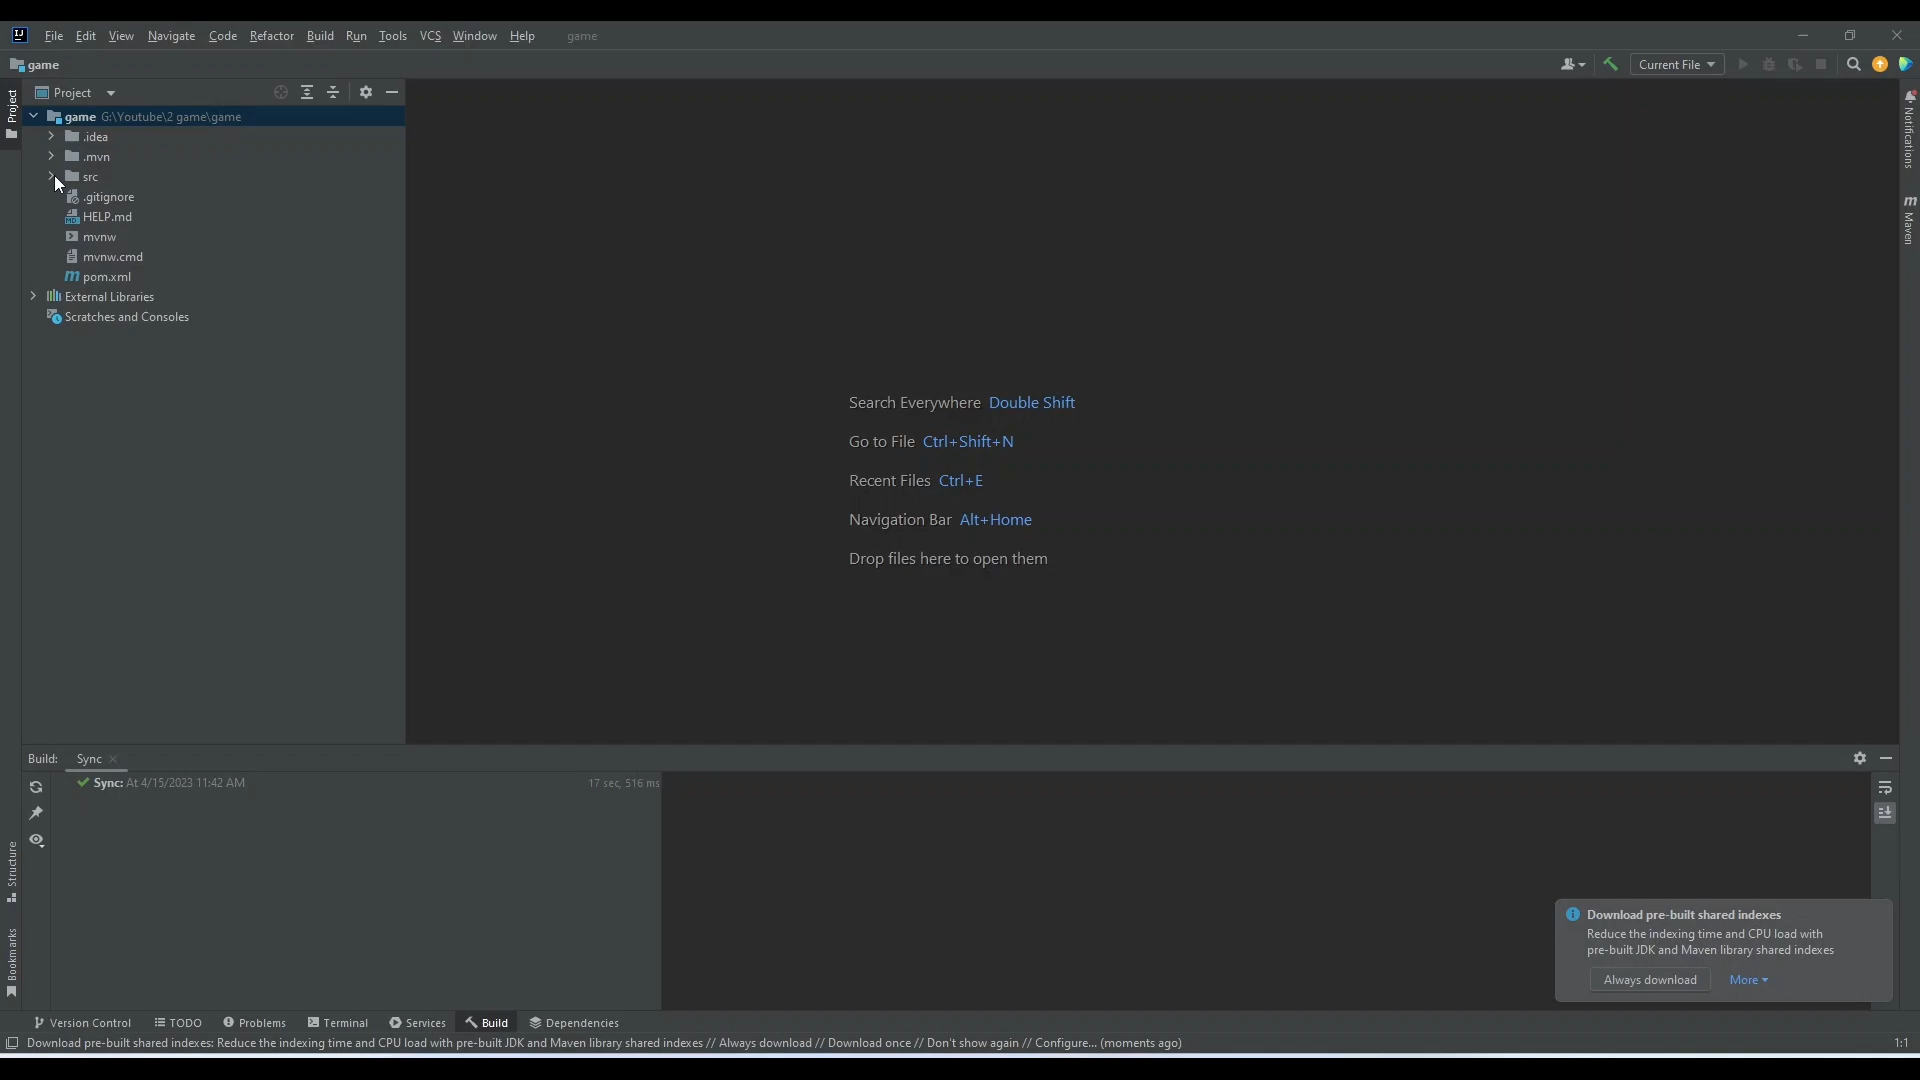 File Edit View Navigate Code Refactor Build Run Tools VCS Window Help game
game
Current File
Project
game G:\Youtube\2 game\game
.idea
.mvn
src
.gitignore
HELP.md
mvnw
mvnw.cmd
pom.xml
External Libraries
Scratches and Consoles
Project
Structure
Bookmarks
Search Everywhere Double Shift
Go to File Ctrl+Shift+N
Recent Files Ctrl+E
Navigation Bar Alt+Home
Drop files here to open them
Notifications
Maven
Build: Sync
Sync: At 4/15/2023 11:42 AM 17 sec, 516 ms
Download pre-built shared indexes
Reduce the indexing time and CPU load with
pre-built JDK and Maven library shared indexes
Always download More
Version Control TODO Problems Terminal Services Build Dependencies
Download pre-built shared indexes: Reduce the indexing time and CPU load with pre-built JDK and Maven library shared indexes // Always download // Download once // Don't show again // Configure... (moments ago) 1:1